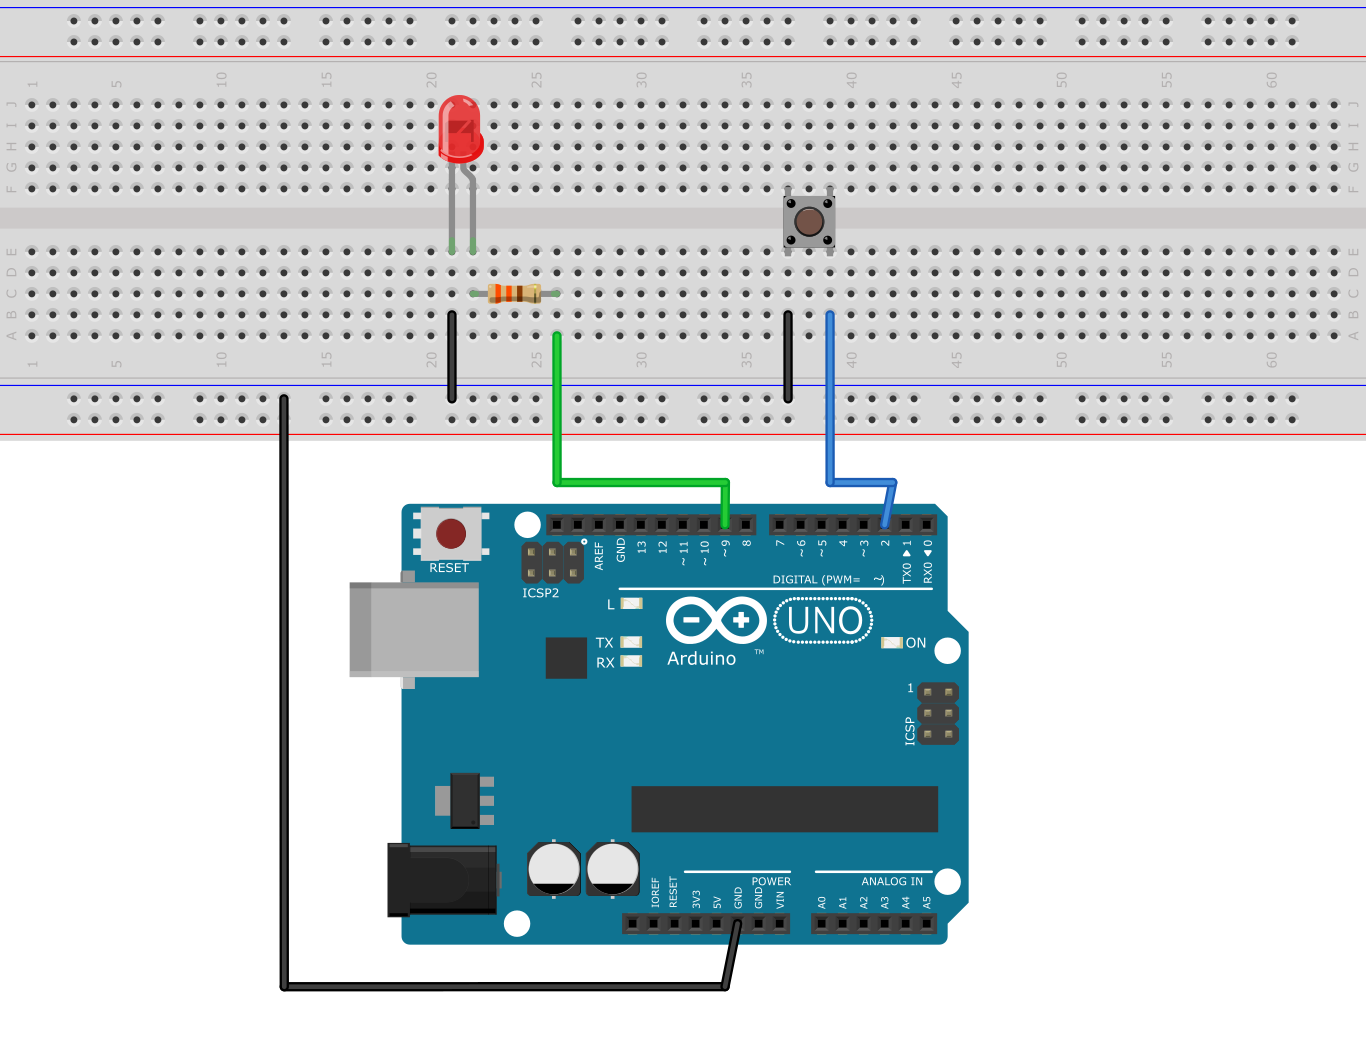 1 5 10 15 20 25 30 35 40 45 50 55 60
J J
I I
H H
G G
F F
E E
D D
C C
B B
A A
1 5 10 15 20 25 30 35 40 45 50 55 60
AREF GND 13 12 ~11 ~10 ~9 8 7 ~6 ~5 4 ~3 2 TX0 ▶ 1 RX0 ◀ 0
RESET
DIGITAL (PWM= ~)
ICSP2
L
UNO
TX
ON
RX
Arduino
TM
1
ICSP
POWER ANALOG IN
IOREF RESET 3V3 5V GND GND VIN A0 A1 A2 A3 A4 A5